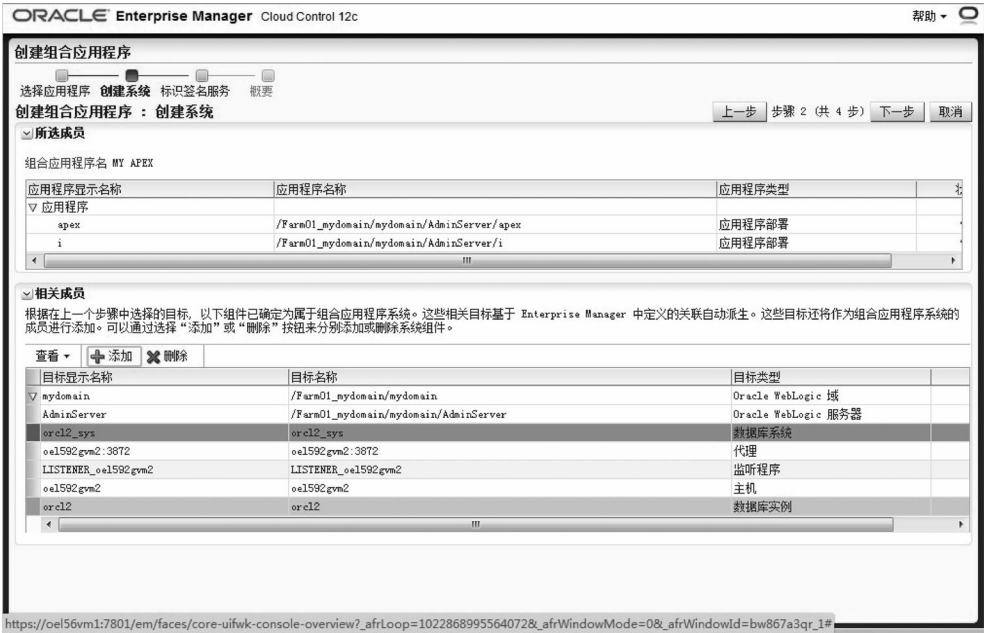 ORACLE Enterprise Manager Cloud Control 12c 帮助
创建组合应用程序
选择应用程序 创建系统 标识签名服务 概要
创建组合应用程序 : 创建系统 上一步 步骤 2 (共 4 步) 下一步 取消
所选成员
组合应用程序名 MY APEX
应用程序显示名称 应用程序名称 应用程序类型
应用程序
apex /Farm01_mydomain/mydomain/AdminServer/apex 应用程序部署
i /Farm01_mydomain/mydomain/AdminServer/i 应用程序部署
相关成员
根据在上一个步骤中选择的目标，以下组件已确定为属于组合应用程序系统。这些相关目标基于 Enterprise Manager 中定义的关联自动派生。这些目标还将作为组合应用程序系统的
成员进行添加。可以通过选择“添加”或“删除”按钮来分别添加或删除系统组件。
查看 添加 删除
目标显示名称 目标名称 目标类型
mydomain /Farm01_mydomain/mydomain Oracle WebLogic 域
AdminServer /Farm01_mydomain/mydomain/AdminServer Oracle WebLogic 服务器
orcl2_sys orcl2_sys 数据库系统
oel592gvm2:3872 oel592gvm2:3872 代理
LISTENER_oel592gvm2 LISTENER_oel592gvm2 监听程序
oel592gvm2 oel592gvm2 主机
orcl2 orcl2 数据库实例
https://oel56vm1:7801/em/faces/core-uifwk-console-overview?_afrLoop=10228689955640728&_afrWindowMode=0&_afrWindowId=bw867a3qr_1#